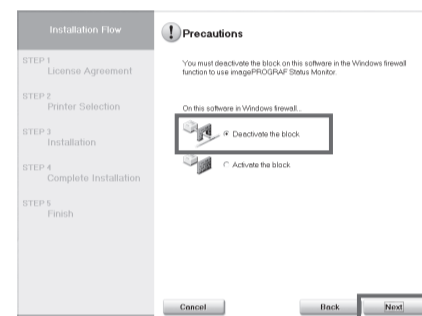 Installation Flow
STEP 1
License Agreement
STEP 2
Printer Selection
STEP 3
Installation
STEP 4
Complete Installation
STEP 5
Finish
Precautions
You must deactivate the block on this software in the Windows firewall
function to use imagePROGRAF Status Monitor.
On this software in Windows firewall...
Deactivate the block
Activate the block
Cancel
Back
Next